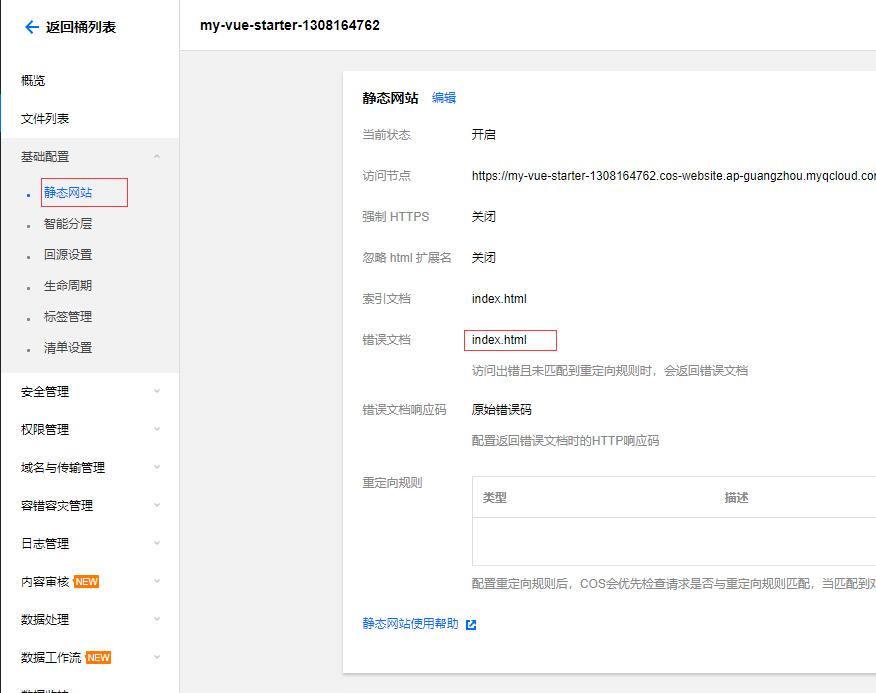 返回桶列表
my-vue-starter-1308164762
概览
文件列表
基础配置
静态网站
智能分层
回源设置
生命周期
标签管理
清单设置
安全管理
权限管理
域名与传输管理
容错容灾管理
日志管理
内容审核 NEW
数据处理
数据工作流 NEW
静态网站 编辑
当前状态 开启
访问节点 https://my-vue-starter-1308164762.cos-website.ap-guangzhou.myqcloud.co
强制 HTTPS 关闭
忽略 html 扩展名 关闭
索引文档 index.html
错误文档 index.html
访问出错且未匹配到重定向规则时，会返回错误文档
错误文档响应码 原始错误码
配置返回错误文档时的HTTP响应码
重定向规则
类型 描述
配置重定向规则后，COS会优先检查请求是否与重定向规则匹配，当匹配到
静态网站使用帮助